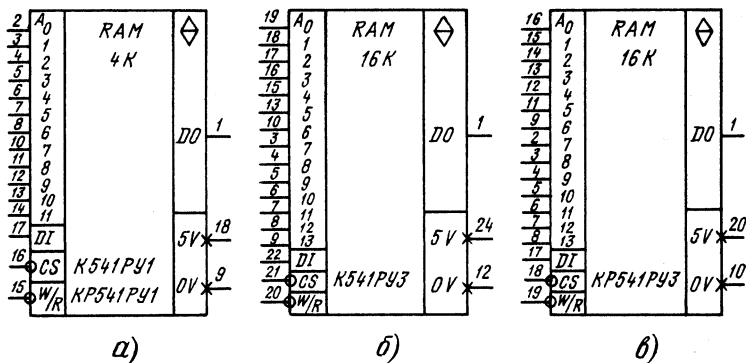 2 A0 RAM
3 1 4K
4 2
5 3
6 4
7 5
8 6 DO 1
10 7
11 8
12 9
13 10
14 11
17 DI 5V 18
16 CS К541РУ1
15 W/R КР541РУ1 0V 9
а)
19 A0 RAM
18 1
17 2 16K
16 3
15 4
13 5
10 6 DO 1
3 7
4 8
5 9
6 10
7 11
8 12
9 13 5V 24
22 DI
21 CS К541РУ3 0V 12
20 W/R
б)
16 A0 RAM
15 1
14 2 16K
13 3
12 4
11 5
9 6 DO 1
2 7
3 8
4 9
5 10
6 11
7 12
8 13 5V 20
17 DI
18 CS КР541РУ3 0V 10
19 W/R
в)